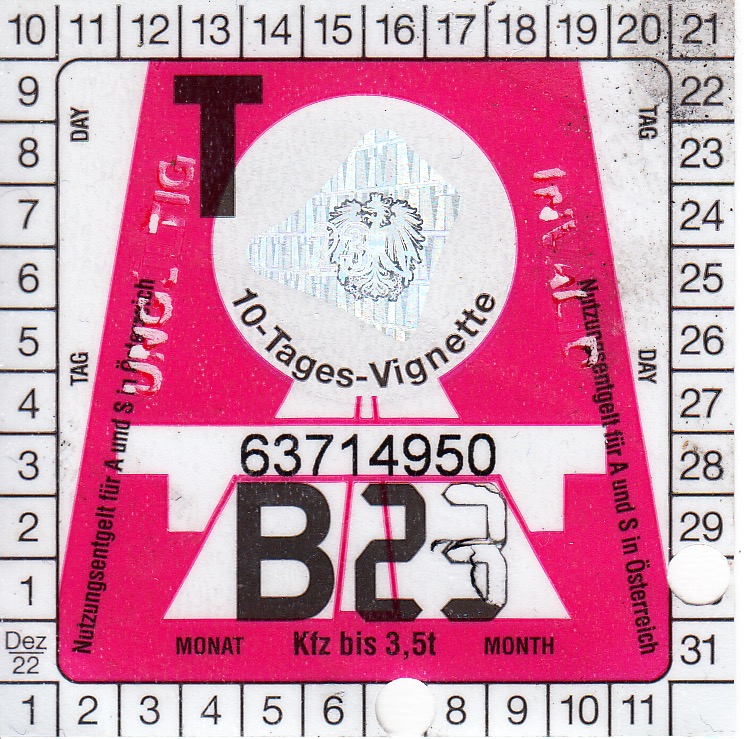 10 11 12 13 14 15 16 17 18 19 20 21
9 22
8 23
7 24
6 25
5 26
4 27
3 28
2 29
1
Dez
22
31
1 2 3 4 5 6 8 9 10 11
DAY
TAG
T
UNGÜLTIG
INVALID
10-Tages-Vignette
TAG
DAY
Nutzungsentgelt für A und S in Österreich
Nutzungsentgelt für A und S in Österreich
63714950
B23
MONAT Kfz bis 3,5t MONTH